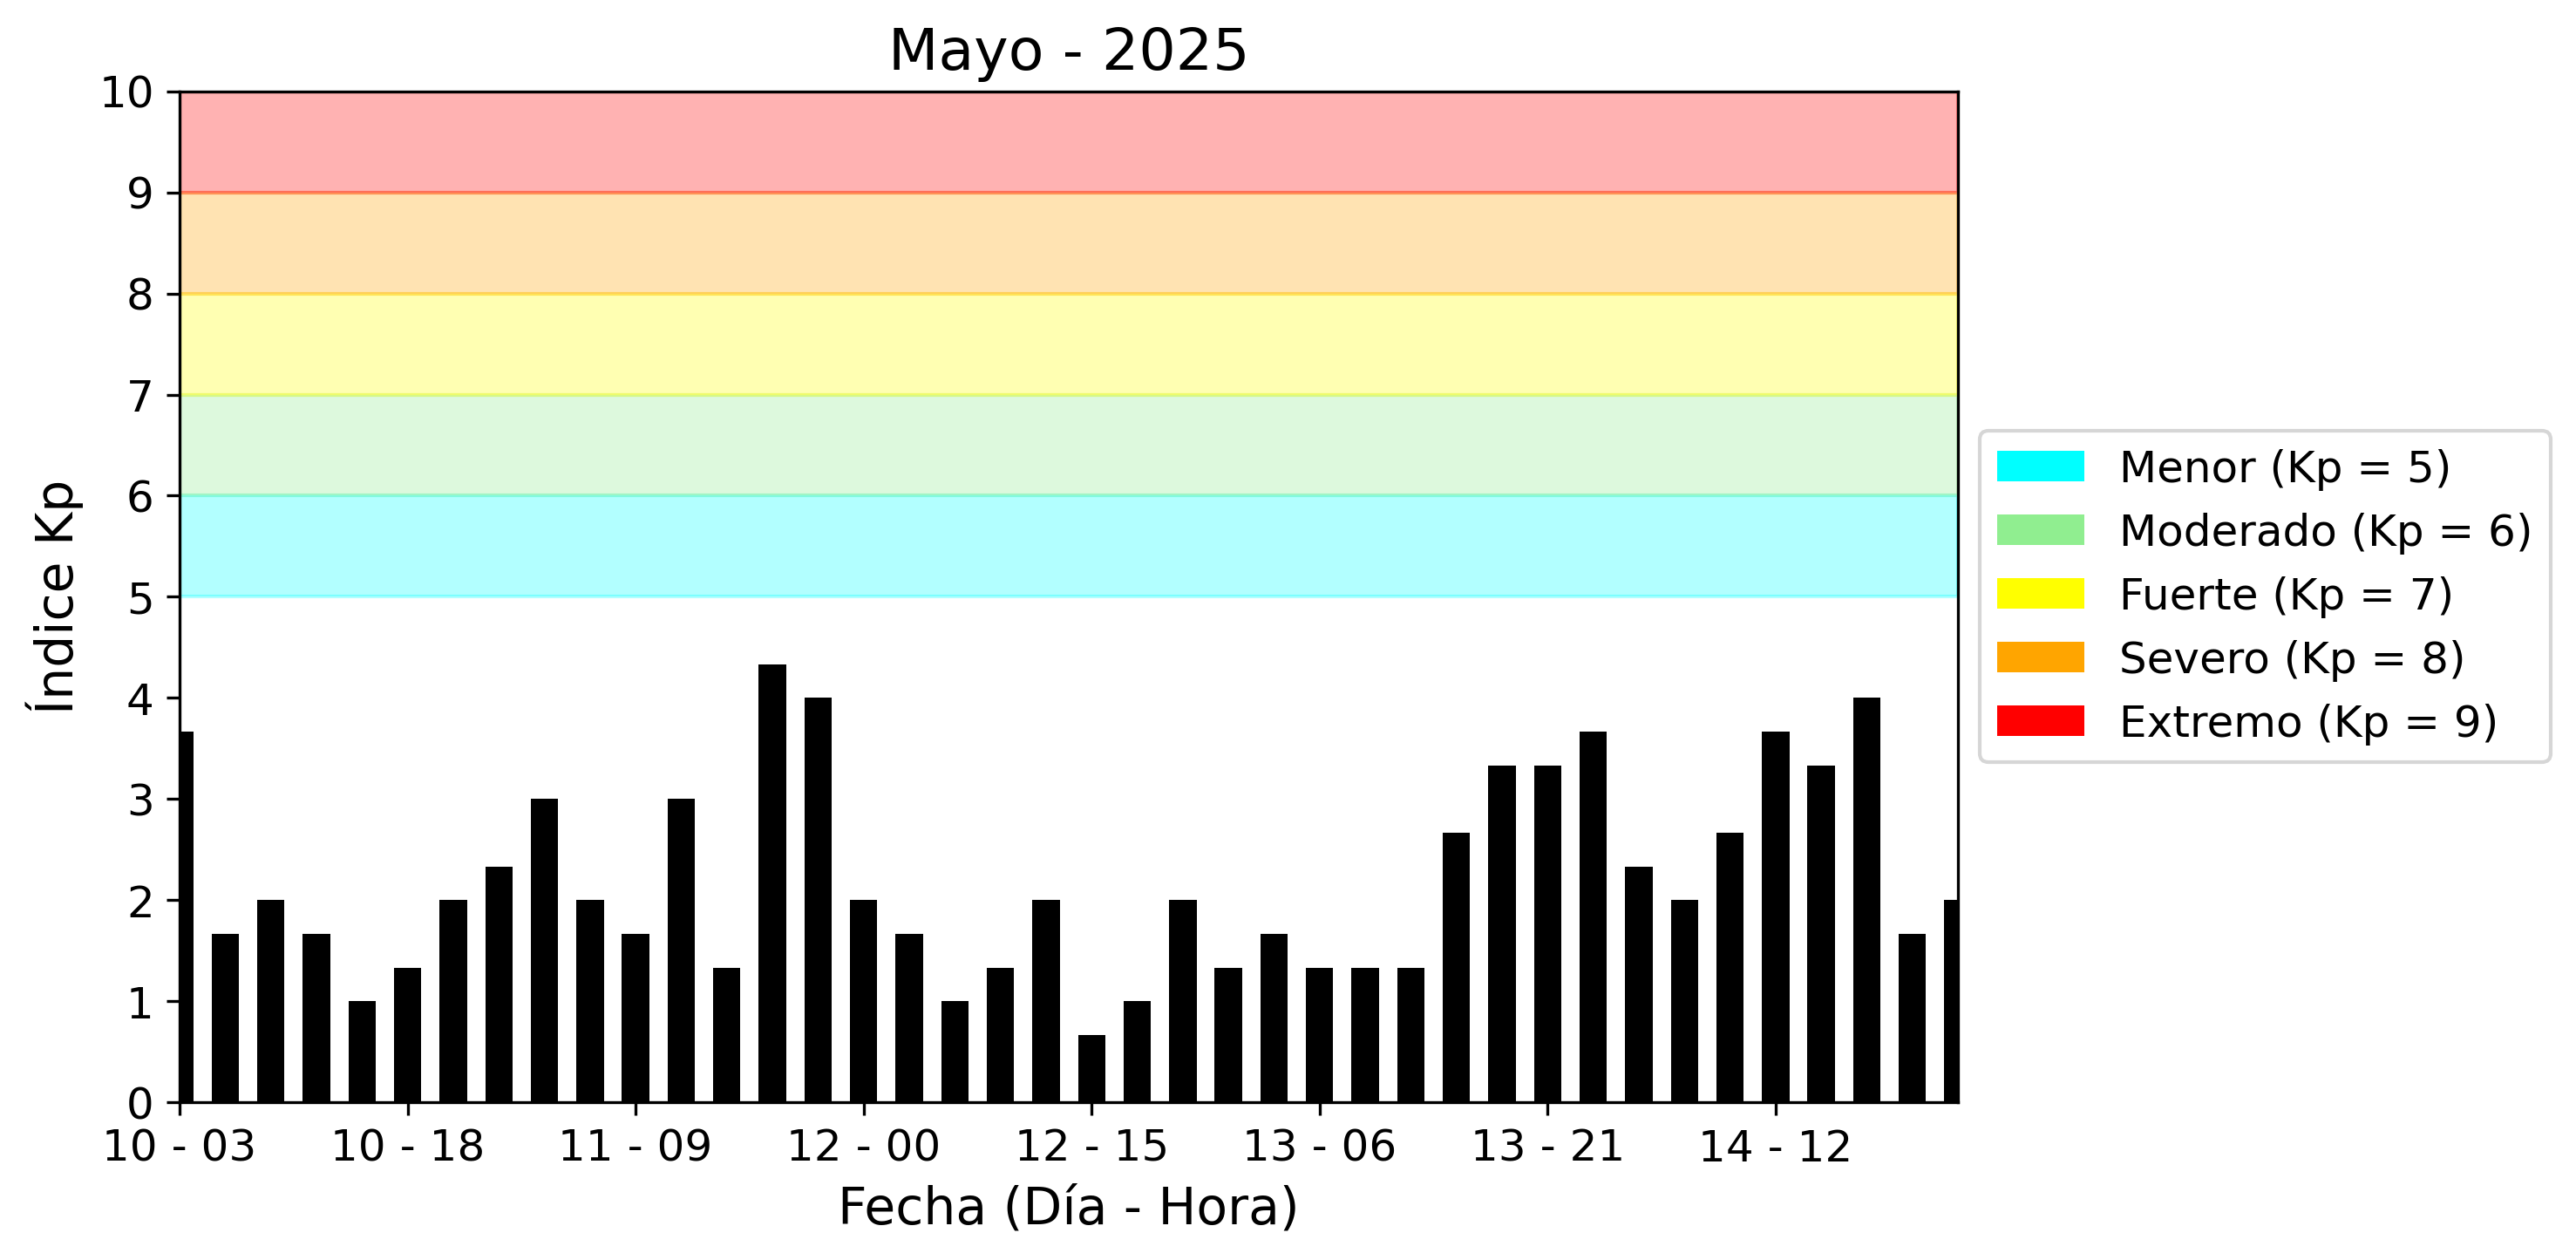 Mayo - 2025
10
9
8
7
6
5
4
3
2
1
0
Índice Kp
10 - 03
10 - 18
11 - 09
12 - 00
12 - 15
13 - 06
13 - 21
14 - 12
Fecha (Día - Hora)
Menor (Kp = 5)
Moderado (Kp = 6)
Fuerte (Kp = 7)
Severo (Kp = 8)
Extremo (Kp = 9)